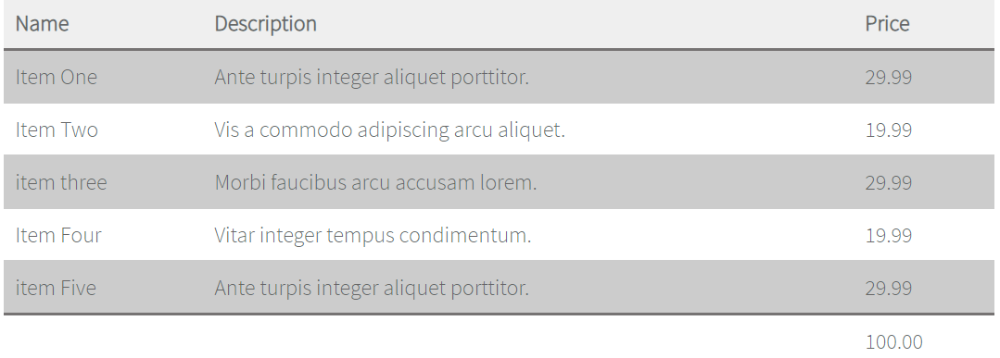 Name Description Price
Item One Ante turpis integer aliquet porttitor. 29.99
Item Two Vis a commodo adipiscing arcu aliquet. 19.99
item three Morbi faucibus arcu accusam lorem. 29.99
Item Four Vitar integer tempus condimentum. 19.99
item Five Ante turpis integer aliquet porttitor. 29.99
100.00